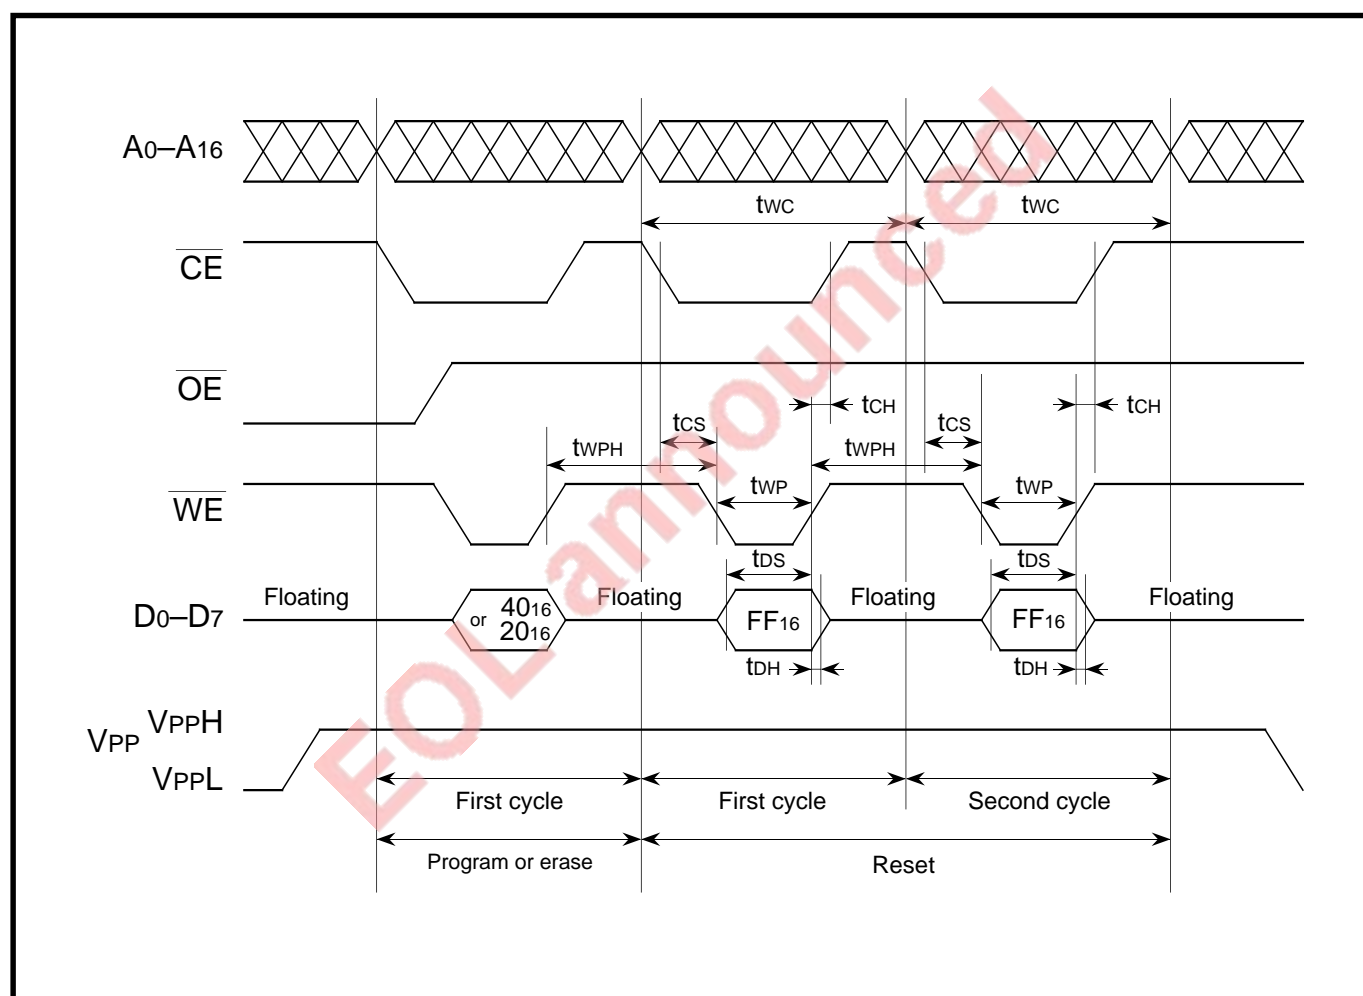 A0–A16
tWC
tWC
CE
OE
tCH
tCH
tCS
tCS
tWPH
tWPH
WE
tWP
tWP
tDS
tDS
D0–D7
Floating
or 4016
2016
Floating
FF16
Floating
FF16
Floating
tDH
tDH
VPP
VPPH
VPPL
First cycle
First cycle
Second cycle
Program or erase
Reset
EOL announced